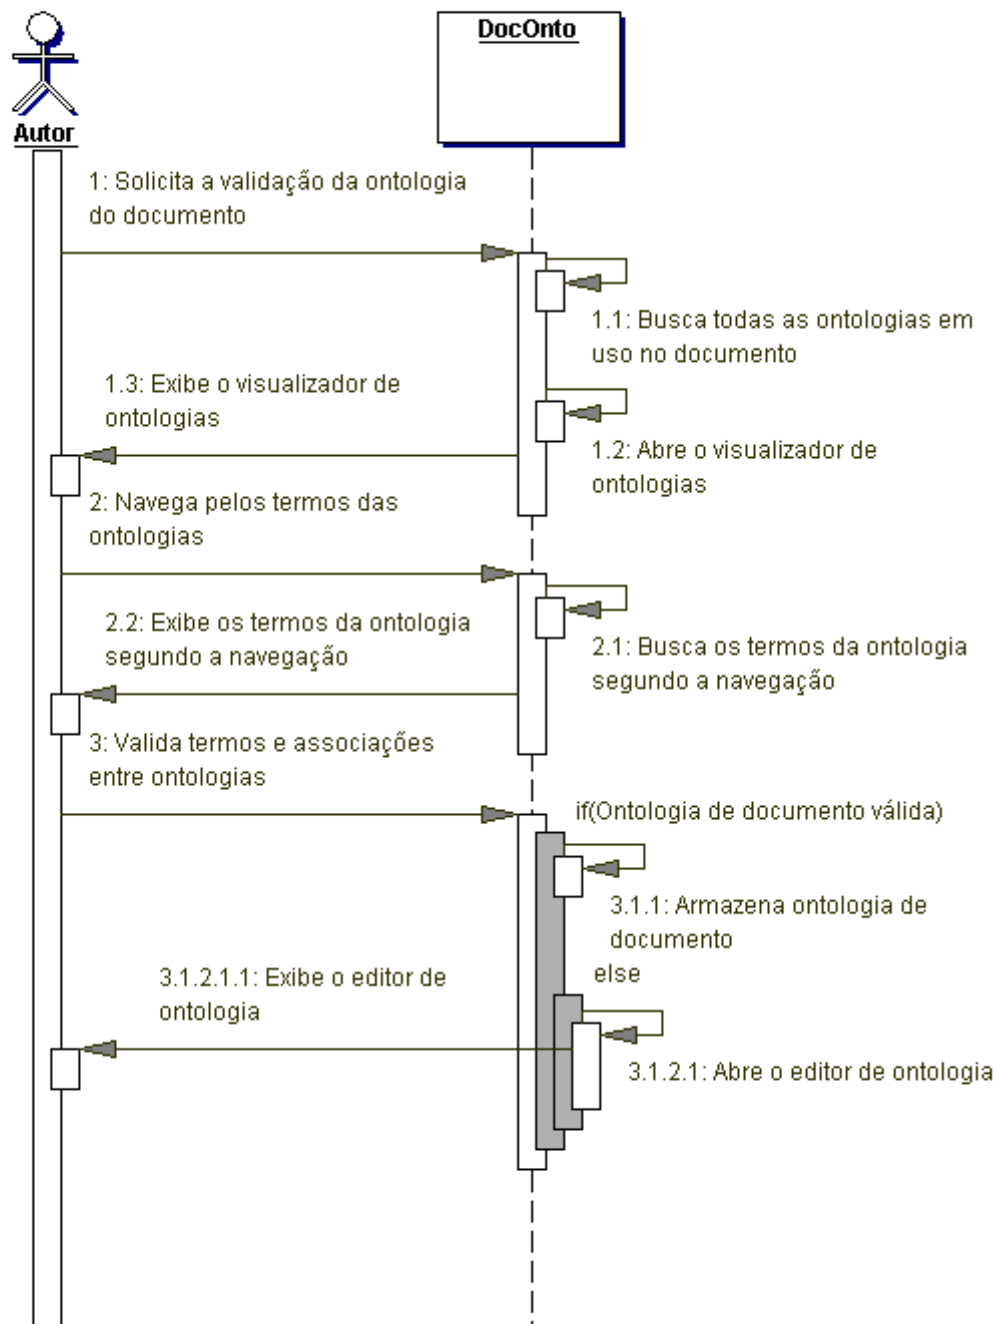 DocOnto
Autor
1: Solicita a validação da ontologia
do documento
1.1: Busca todas as ontologias em
uso no documento
1.3: Exibe o visualizador de
ontologias
1.2: Abre o visualizador de
ontologias
2: Navega pelos termos das
ontologias
2.2: Exibe os termos da ontologia
segundo a navegação
2.1: Busca os termos da ontologia
segundo a navegação
3: Valida termos e associações
entre ontologias
if(Ontologia de documento válida)
3.1.1: Armazena ontologia de
documento
else
3.1.2.1.1: Exibe o editor de
ontologia
3.1.2.1: Abre o editor de ontologia